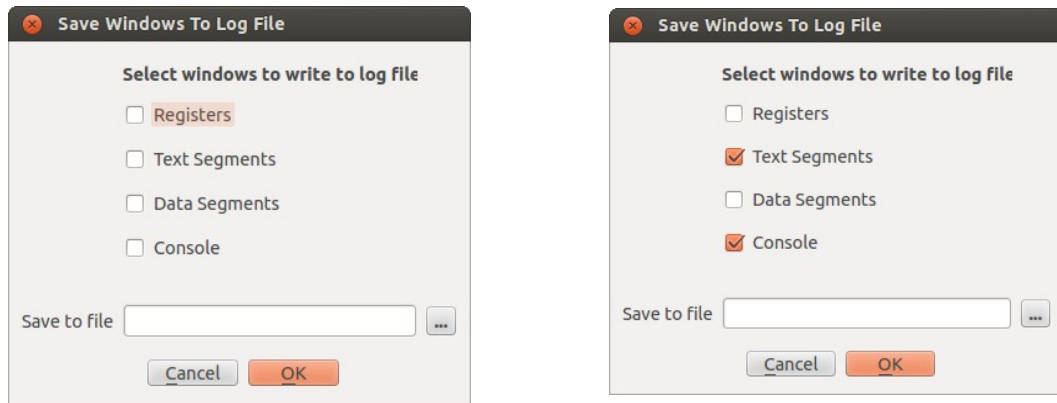 Save Windows To Log File
Select windows to write to log file
Registers
Text Segments
Data Segments
Console
Save to file
...
Cancel
OK
Save Windows To Log File
Select windows to write to log file
Registers
Text Segments
Data Segments
Console
Save to file
...
Cancel
OK